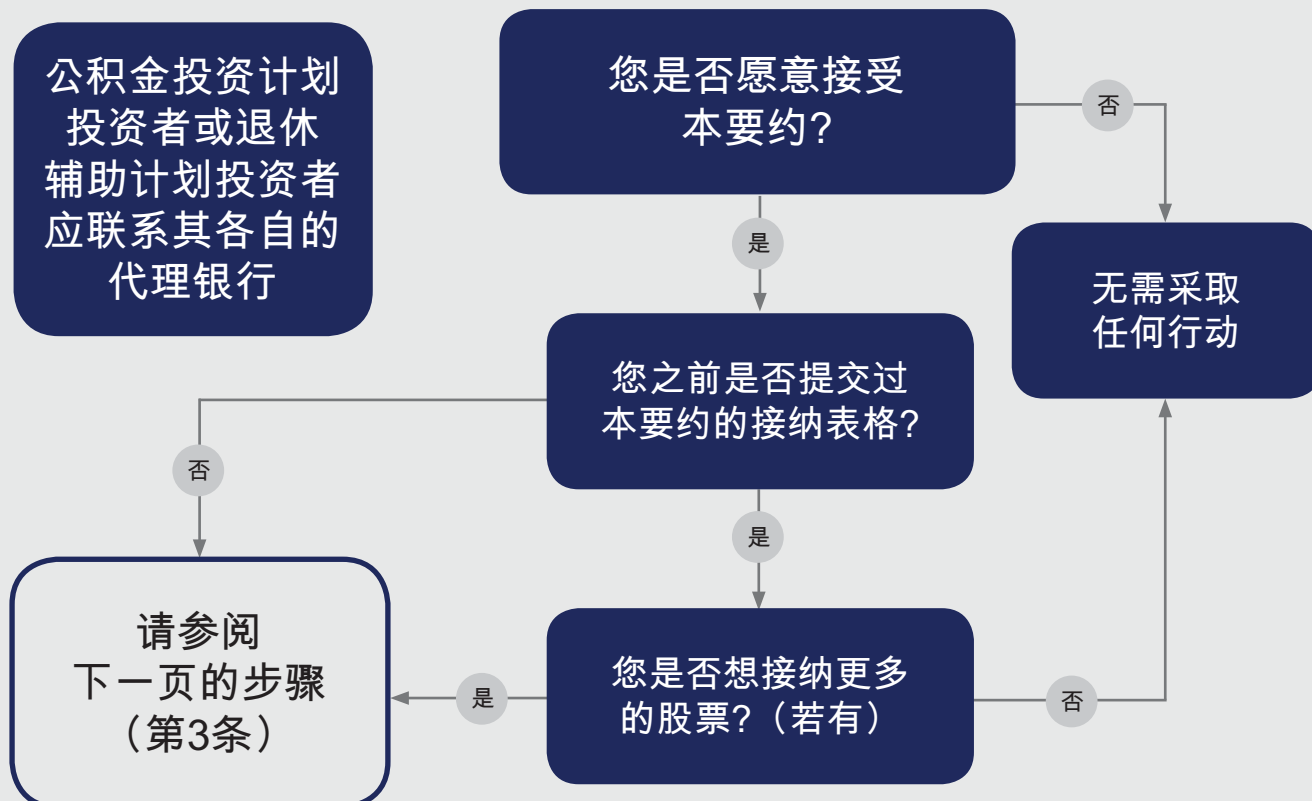 公积金投资计划
投资者或退休
辅助计划投资者
应联系其各自的
代理银行
您是否愿意接受
本要约?
否
是
无需采取
任何行动
您之前是否提交过
本要约的接纳表格?
否
是
请参阅
下一页的步骤
（第3条）
是
您是否想接纳更多
的股票?（若有）
否